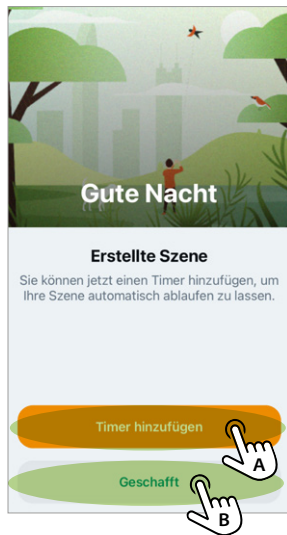 Gute Nacht
Erstellte Szene
Sie können jetzt einen Timer hinzufügen, um
Ihre Szene automatisch ablaufen zu lassen.
Timer hinzufügen
A
Geschafft
B